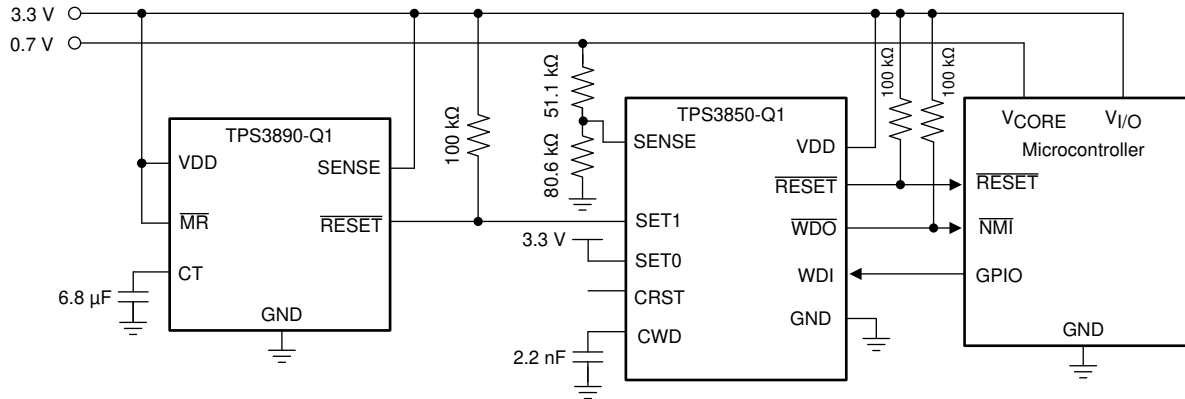 3.3 V
0.7 V
TPS3890-Q1
VDD
SENSE
MR
RESET
CT
GND
6.8 µF
100 kΩ
51.1 kΩ
80.6 kΩ
3.3 V
TPS3850-Q1
SENSE
VDD
RESET
SET1
WDO
SET0
WDI
CRST
GND
CWD
2.2 nF
100 kΩ
100 kΩ
VCORE
VI/O
Microcontroller
RESET
NMI
GPIO
GND